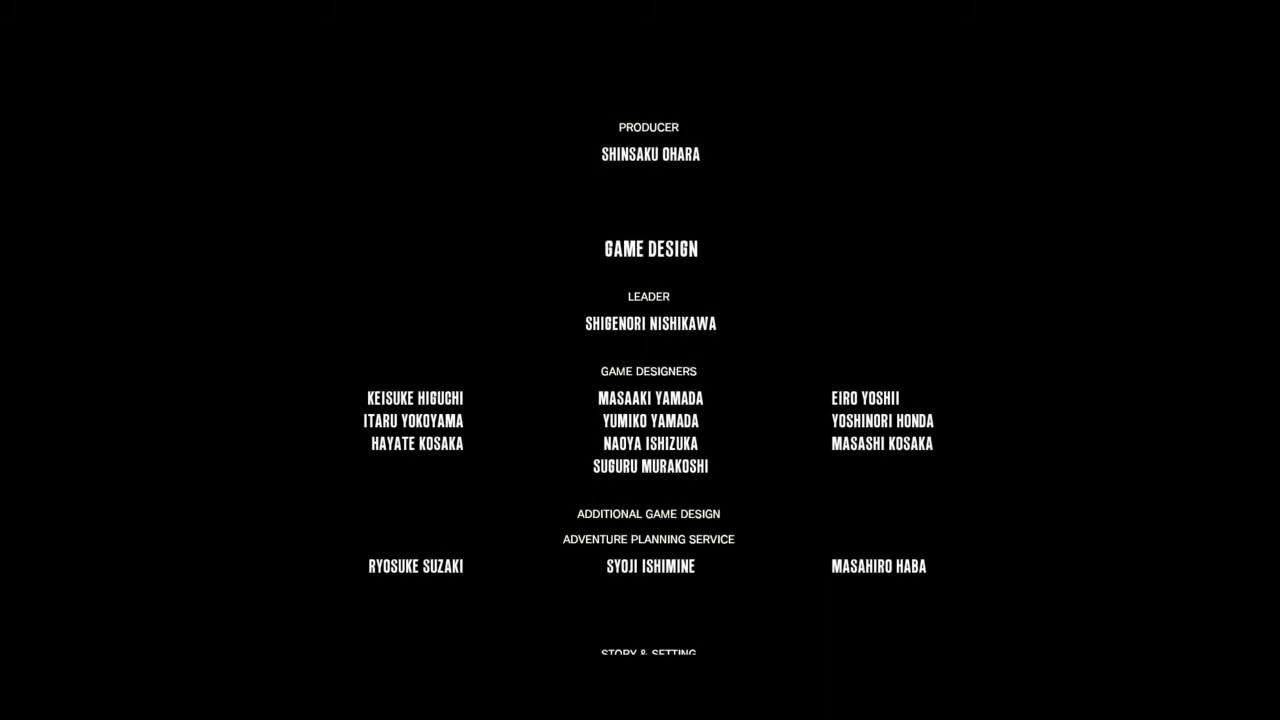 PRODUCER
SHINSAKU OHARA
GAME DESIGN
LEADER
SHIGENORI NISHIKAWA
GAME DESIGNERS
KEISUKE HIGUCHI MASAAKI YAMADA EIRO YOSHII
ITARU YOKOYAMA YUMIKO YAMADA YOSHINORI HONDA
HAYATE KOSAKA NAOYA ISHIZUKA MASASHI KOSAKA
SUGURU MURAKOSHI
ADDITIONAL GAME DESIGN
ADVENTURE PLANNING SERVICE
RYOSUKE SUZAKI SYOJI ISHIMINE MASAHIRO HABA
STORY & SETTING